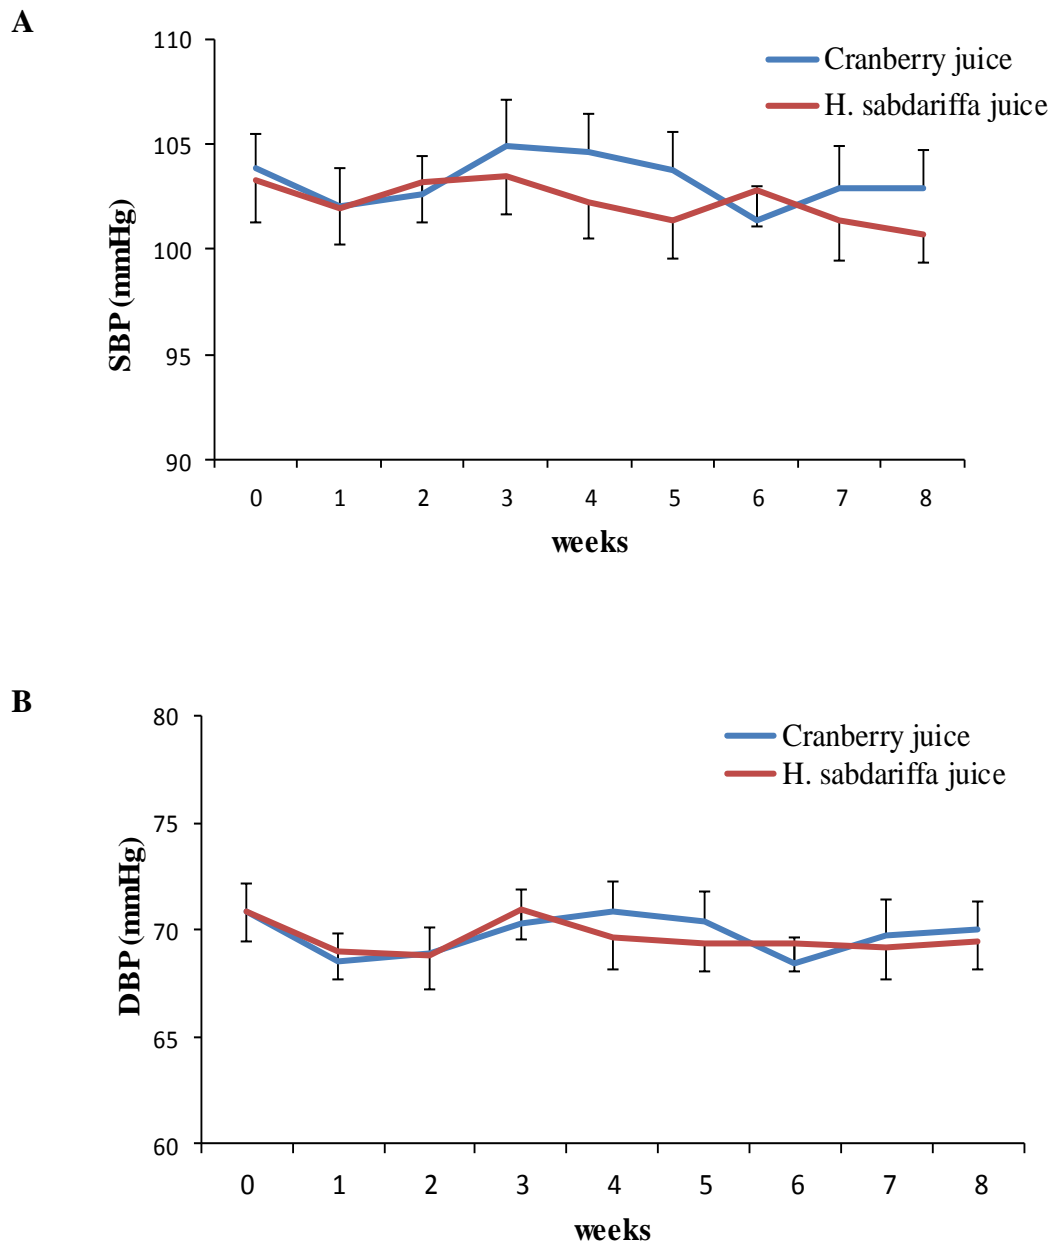 A
110
105
100
95
90
SBP (mmHg)
Cranberry juice
H. sabdariffa juice
0 1 2 3 4 5 6 7 8
weeks
B
80
75
70
65
60
DBP (mmHg)
Cranberry juice
H. sabdariffa juice
0 1 2 3 4 5 6 7 8
weeks